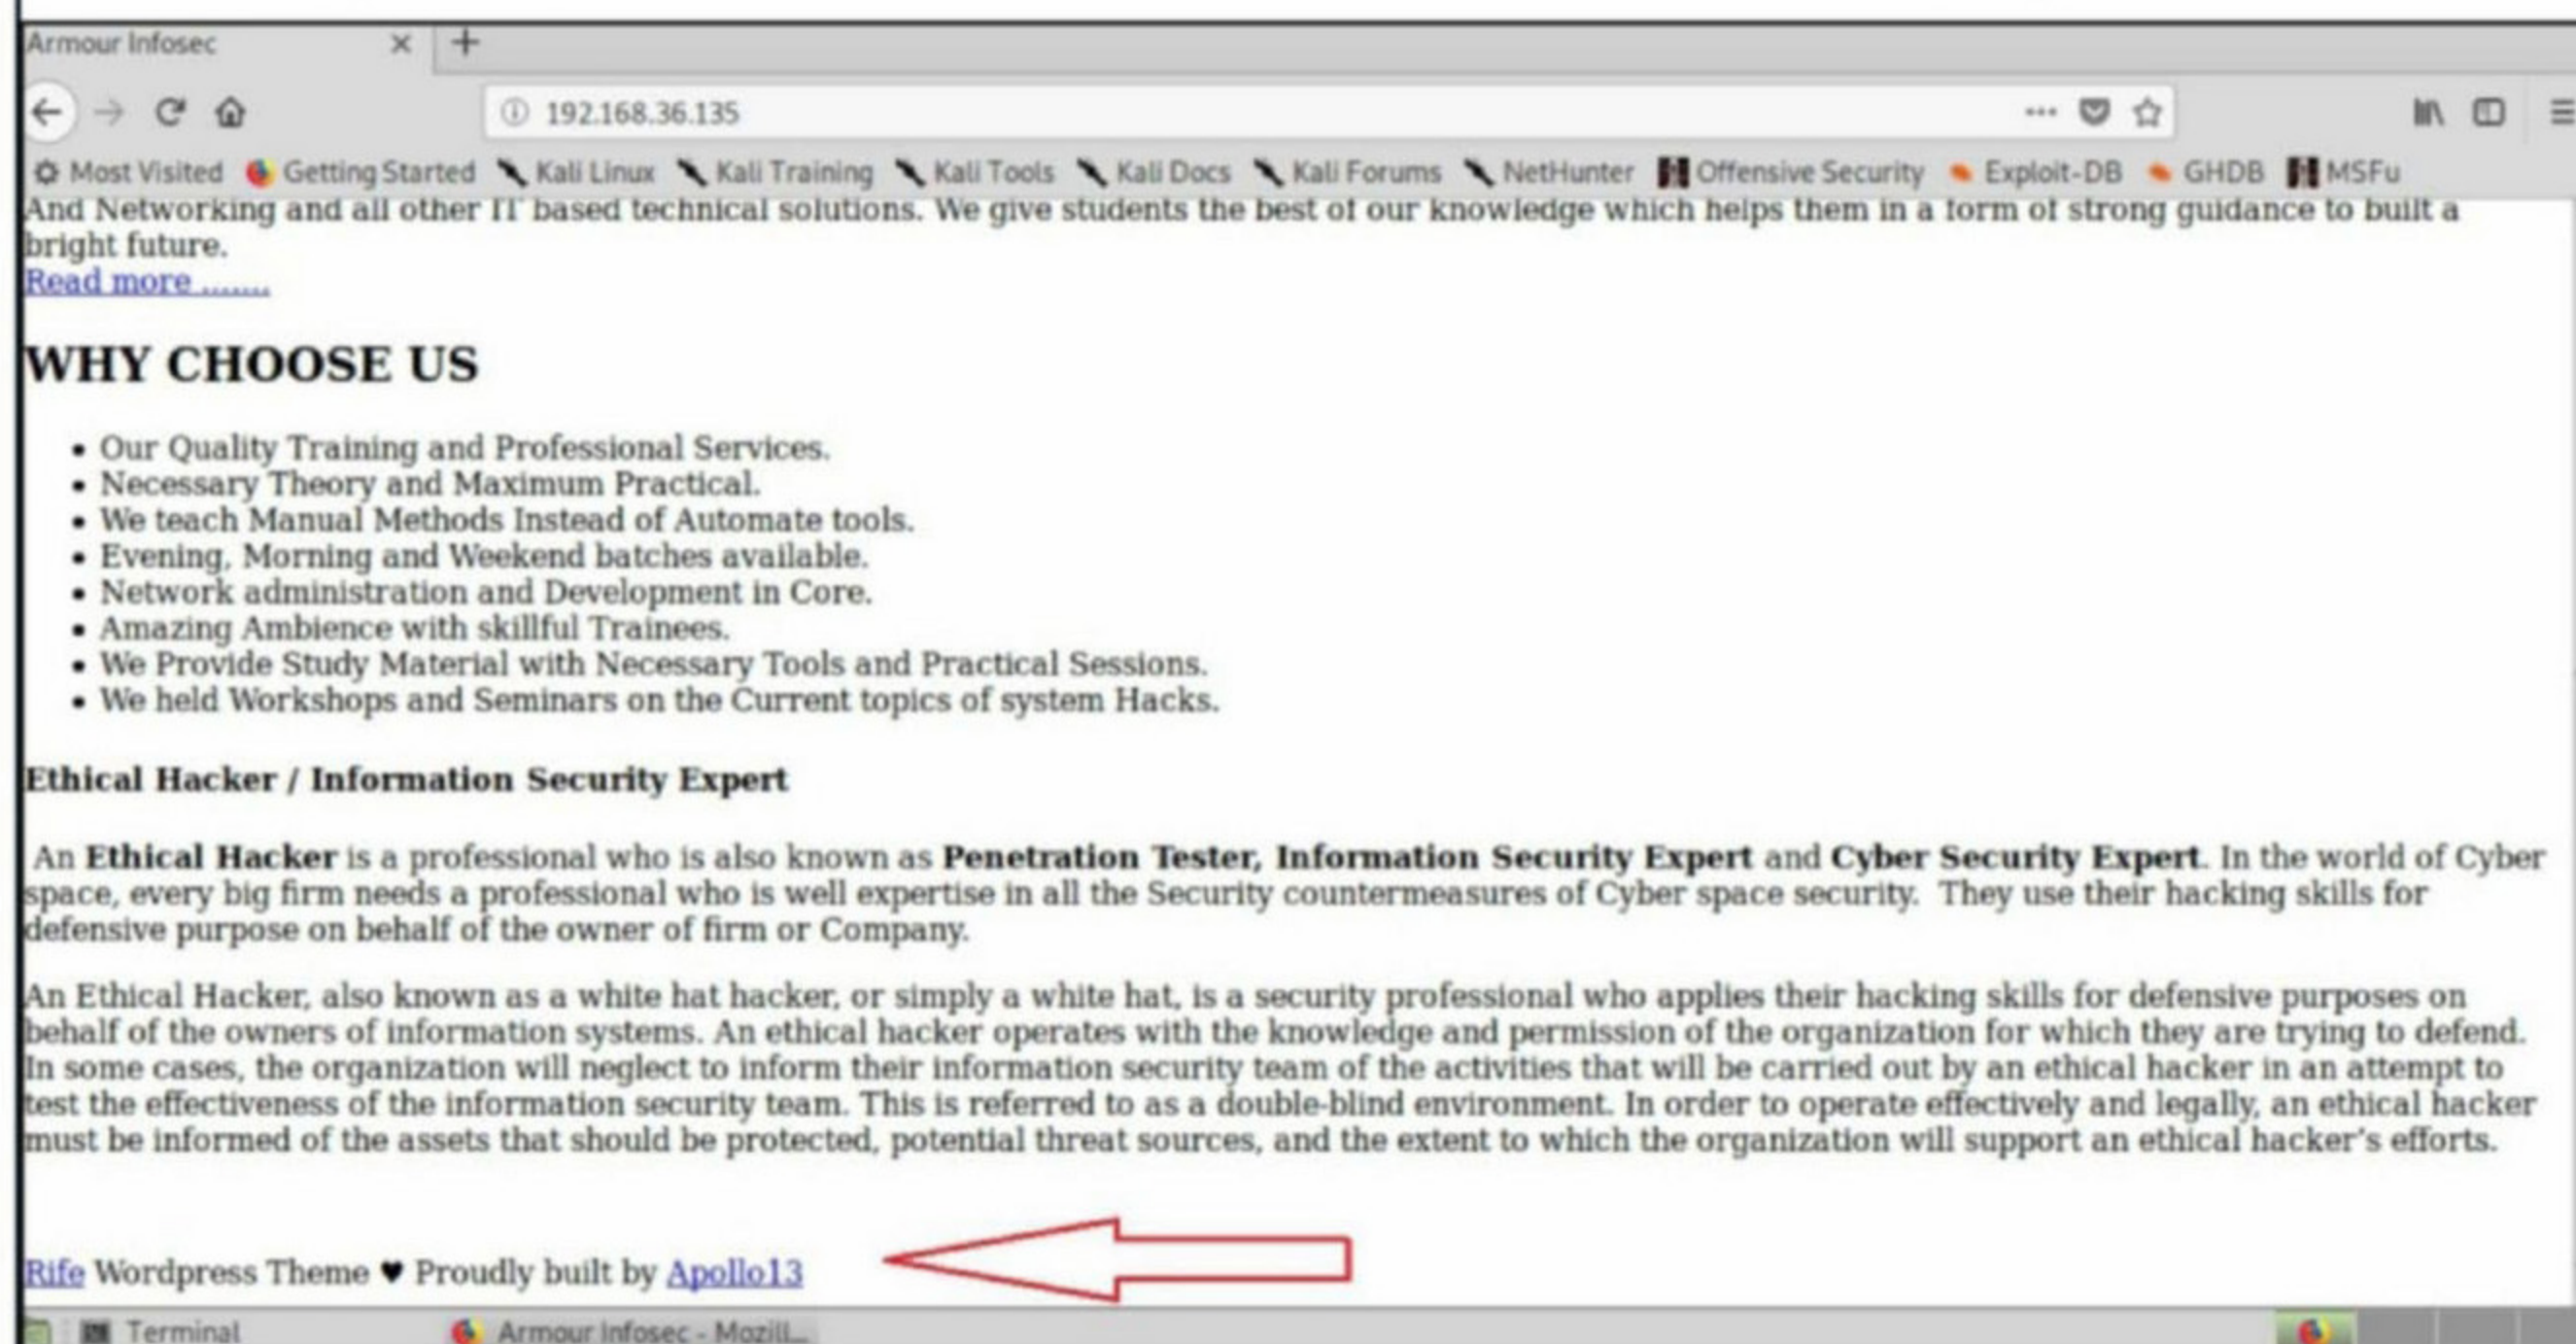 Armour Infosec
192.168.36.135
Most Visited Getting Started Kali Linux Kali Training Kali Tools Kali Docs Kali Forums NetHunter Offensive Security Exploit-DB GHDB MSFu
And Networking and all other IT based technical solutions. We give students the best of our knowledge which helps them in a form of strong guidance to built a
bright future.
Read more .......
WHY CHOOSE US
• Our Quality Training and Professional Services.
• Necessary Theory and Maximum Practical.
• We teach Manual Methods Instead of Automate tools.
• Evening, Morning and Weekend batches available.
• Network administration and Development in Core.
• Amazing Ambience with skillful Trainees.
• We Provide Study Material with Necessary Tools and Practical Sessions.
• We held Workshops and Seminars on the Current topics of system Hacks.
Ethical Hacker / Information Security Expert
An Ethical Hacker is a professional who is also known as Penetration Tester, Information Security Expert and Cyber Security Expert. In the world of Cyber
space, every big firm needs a professional who is well expertise in all the Security countermeasures of Cyber space security. They use their hacking skills for
defensive purpose on behalf of the owner of firm or Company.
An Ethical Hacker, also known as a white hat hacker, or simply a white hat, is a security professional who applies their hacking skills for defensive purposes on
behalf of the owners of information systems. An ethical hacker operates with the knowledge and permission of the organization for which they are trying to defend.
In some cases, the organization will neglect to inform their information security team of the activities that will be carried out by an ethical hacker in an attempt to
test the effectiveness of the information security team. This is referred to as a double-blind environment. In order to operate effectively and legally, an ethical hacker
must be informed of the assets that should be protected, potential threat sources, and the extent to which the organization will support an ethical hacker's efforts.
Rife Wordpress Theme ♥ Proudly built by Apollo13
Terminal Armour Infosec - Mozill...